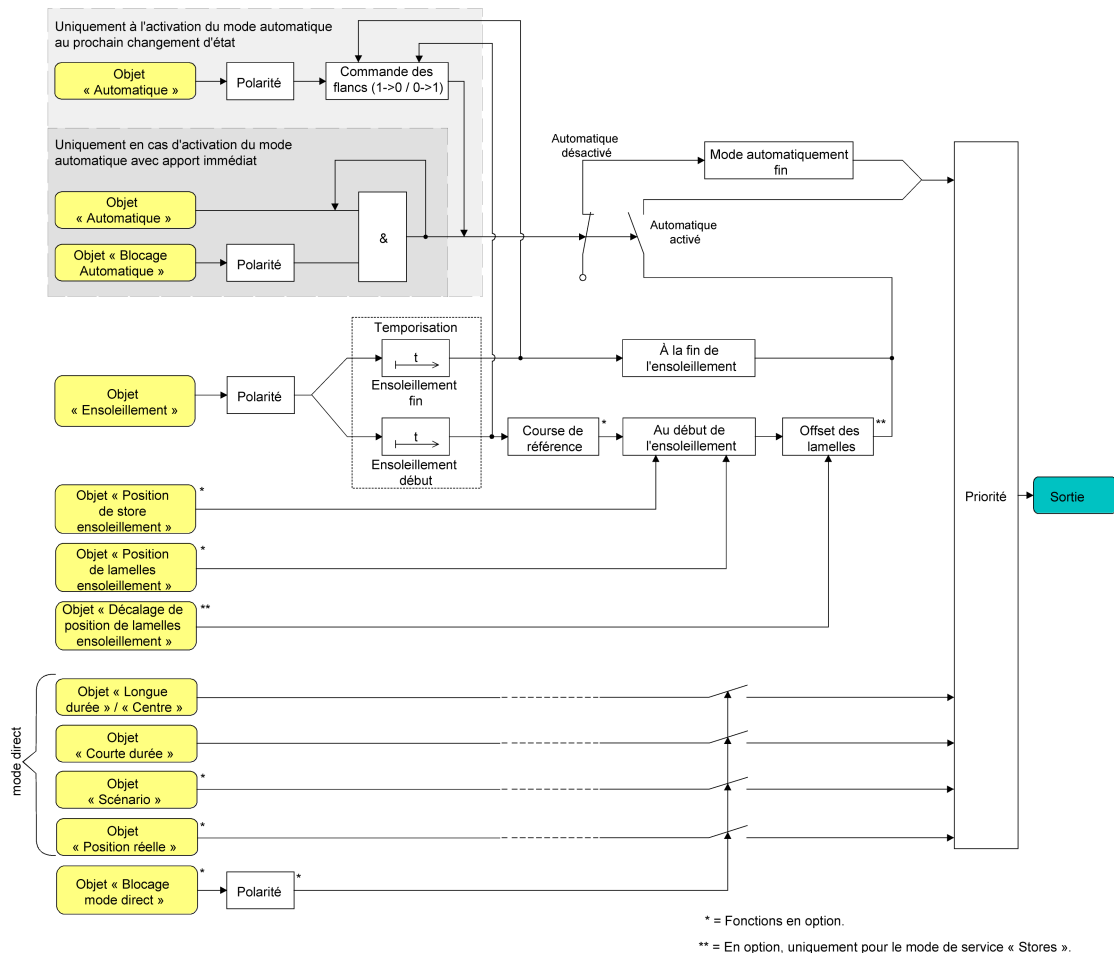 Uniquement à l'activation du mode automatique
au prochain changement d'état
Objet
« Automatique »
Polarité
Commande des
flancs (1->0 / 0->1)
Uniquement en cas d'activation du mode
automatique avec apport immédiat
Objet
« Automatique »
Objet « Blocage
Automatique »
Polarité
&
Automatique
désactivé
Mode automatiquement
fin
Automatique
activé
Temporisation
t
Ensoleillement
fin
À la fin de
l'ensoleillement
Objet
« Ensoleillement »
Polarité
t
Ensoleillement
début
Course de
référence
*
Au début de
l'ensoleillement
Offset des
lamelles
**
Objet « Position
de store
ensoleillement »
*
Objet « Position
de lamelles
ensoleillement »
*
Objet « Décalage de
position de lamelles
ensoleillement »
**
Priorité
Sortie
mode direct
Objet « Longue
durée » / « Centre »
Objet
« Courte durée »
Objet
« Scénario »
*
Objet
« Position réelle »
*
Objet « Blocage
mode direct »
*
Polarité
*
* = Fonctions en option.
** = En option, uniquement pour le mode de service « Stores ».